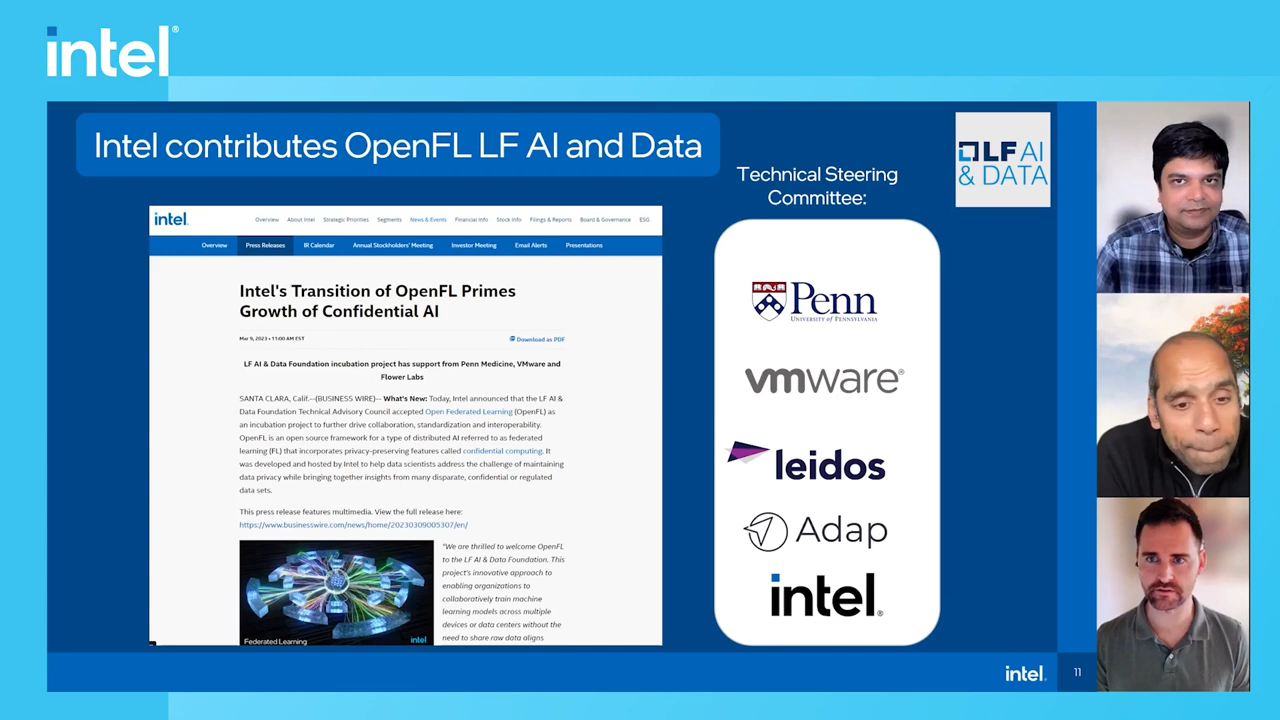 intel®
Intel contributes OpenFL LF AI and Data
LF AI
& DATA
Technical Steering
Committee:
intel.
Overview About Intel Strategic Priorities Segments News & Events Financial Info Stock Info Filings & Reports Board & Governance ESG
Overview Press Releases IR Calendar Annual Stockholders' Meeting Investor Meeting Email Alerts Presentations
Intel's Transition of OpenFL Primes
Growth of Confidential AI
Mar 9, 2023 • 11:00 AM EST
Download as PDF
LF AI & Data Foundation incubation project has support from Penn Medicine, VMware and
Flower Labs
SANTA CLARA, Calif.--(BUSINESS WIRE)-- What's New: Today, Intel announced that the LF AI &
Data Foundation Technical Advisory Council accepted Open Federated Learning (OpenFL) as
an incubation project to further drive collaboration, standardization and interoperability.
OpenFL is an open source framework for a type of distributed AI referred to as federated
learning (FL) that incorporates privacy-preserving features called confidential computing. It
was developed and hosted by Intel to help data scientists address the challenge of maintaining
data privacy while bringing together insights from many disparate, confidential or regulated
data sets.
This press release features multimedia. View the full release here:
https://www.businesswire.com/news/home/20230309005307/en/
"We are thrilled to welcome OpenFL
to the LF AI & Data Foundation. This
project's innovative approach to
enabling organizations to
collaboratively train machine
learning models across multiple
devices or data centers without the
need to share raw data aligns
Federated Learning
intel
Penn
UNIVERSITY OF PENNSYLVANIA
vmware®
leidos
Adap
intel®
intel.
11